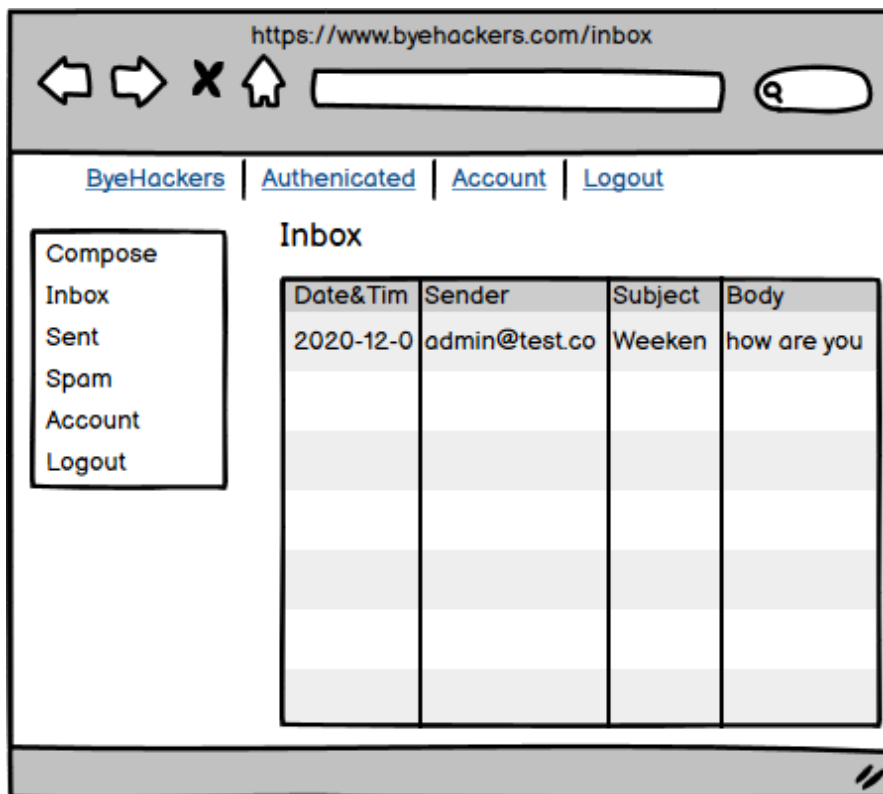 https://www.byehackers.com/inbox
ByeHackers Authenicated Account Logout
Compose
Inbox
Sent
Spam
Account
Logout
Inbox
Date&Tim Sender Subject Body
2020-12-0 admin@test.co Weeken how are you